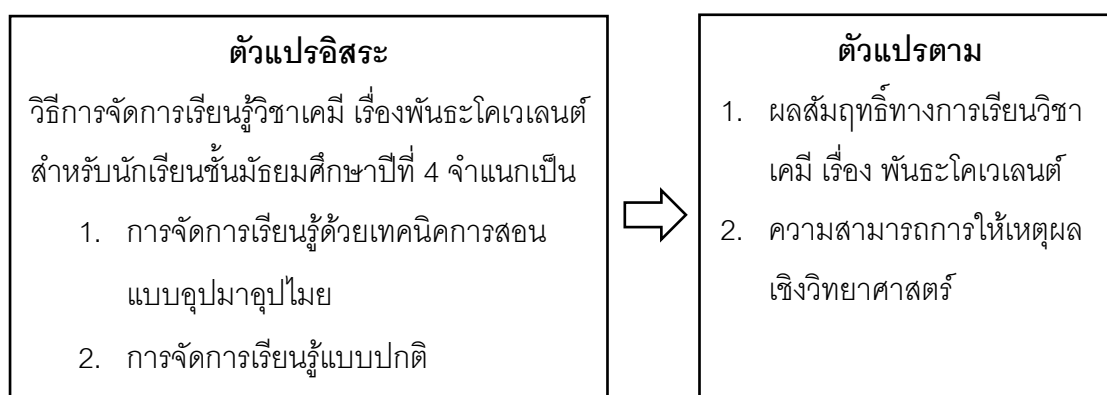 ตัวแปรอิสระ
วิธีการจัดการเรียนรู้วิชาเคมี เรื่องพันธะโคเวเลนต์
สำหรับนักเรียนชั้นมัธยมศึกษาปีที่ 4 จำแนกเป็น
1. การจัดการเรียนรู้ด้วยเทคนิคการสอน
แบบอุปมาอุปไมย
2. การจัดการเรียนรู้แบบปกติ
ตัวแปรตาม
1. ผลสัมฤทธิ์ทางการเรียนวิชา
เคมี เรื่อง พันธะโคเวเลนต์
2. ความสามารถการให้เหตุผล
เชิงวิทยาศาสตร์